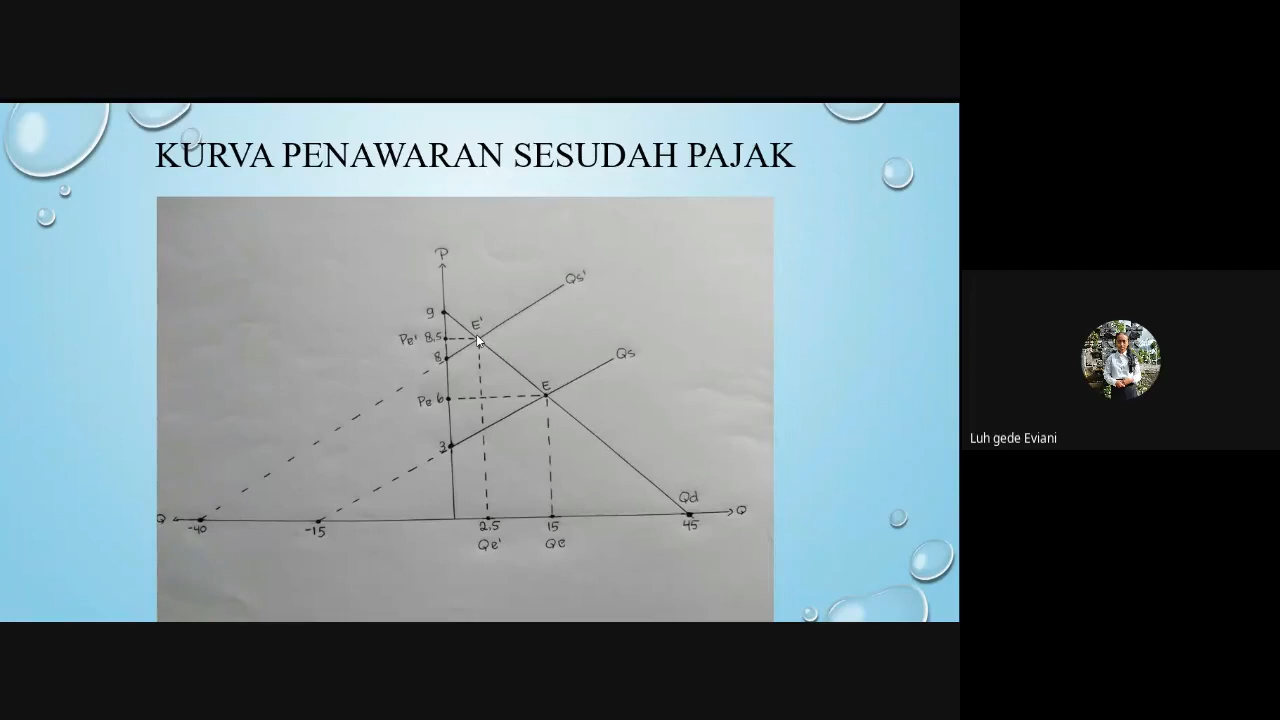 KURVA PENAWARAN SESUDAH PAJAK
P
Qs'
9
E'
Pe' 8,5
8
Qs
E
Pe 6
3
Qd
Q
Q
-40
-15
2,5
15
45
Qe'
Qe
Luh gede Eviani